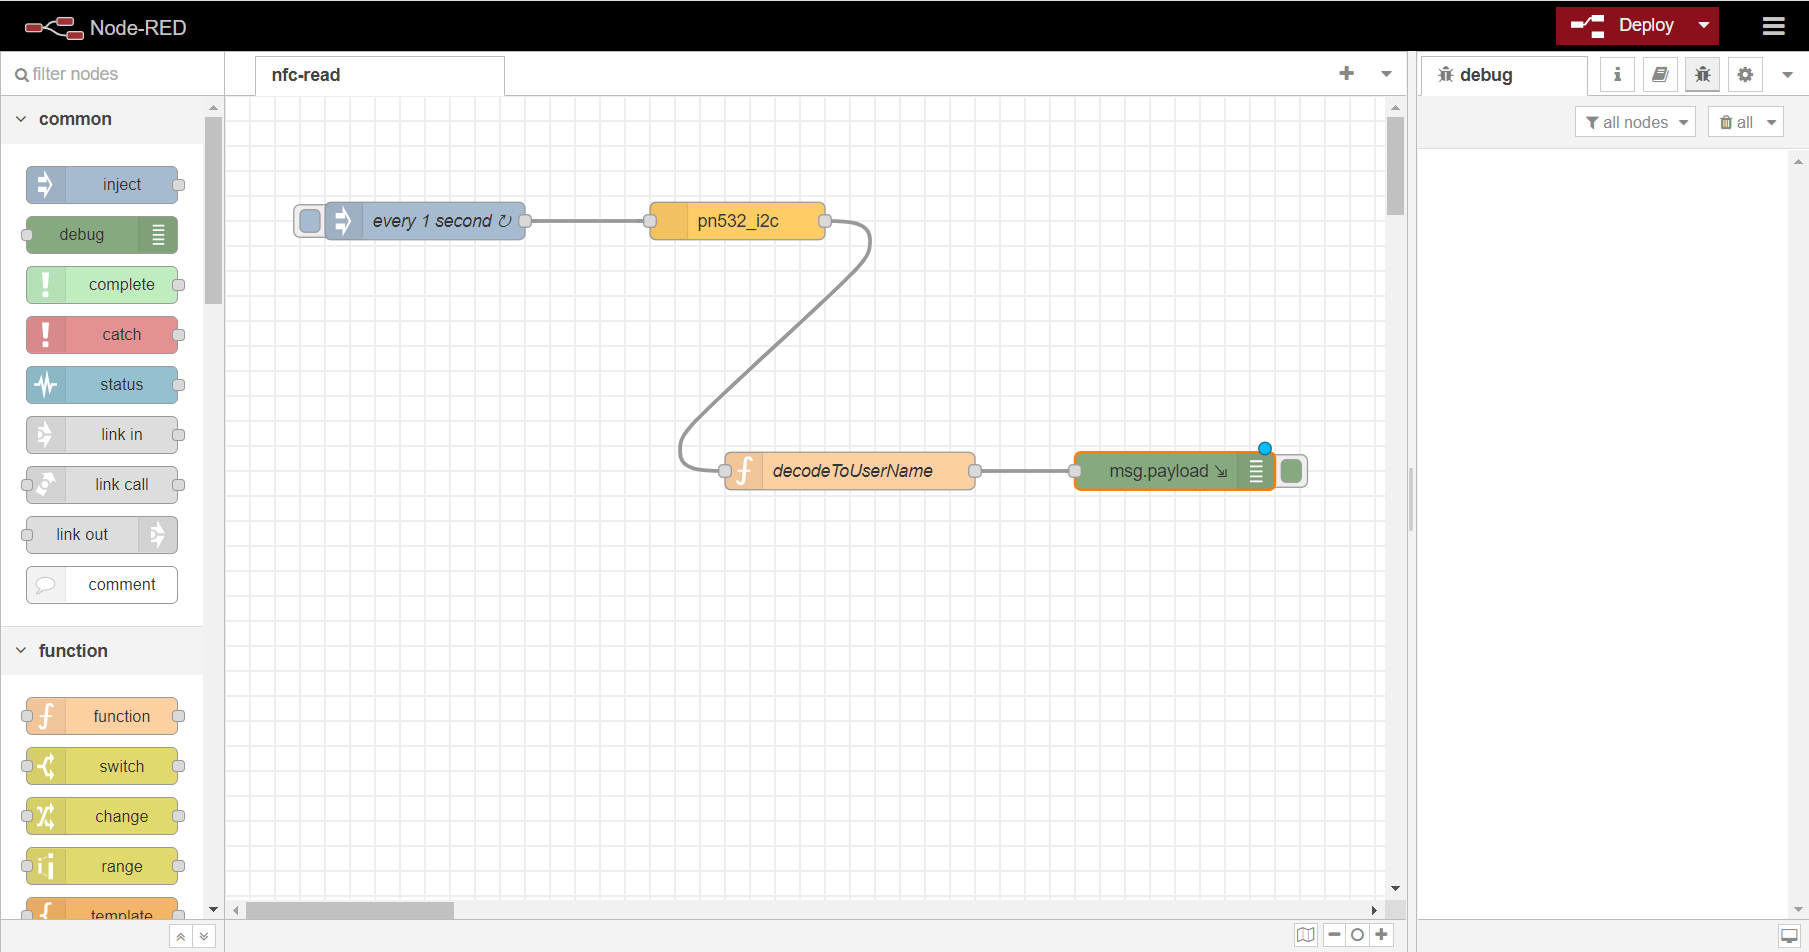 Node-RED
Deploy
filter nodes
nfc-read
debug
all nodes
all
common
inject
debug
complete
catch
status
link in
link call
link out
comment
function
function
switch
change
range
template
every 1 second ↻
pn532_i2c
decodeToUserName
msg.payload